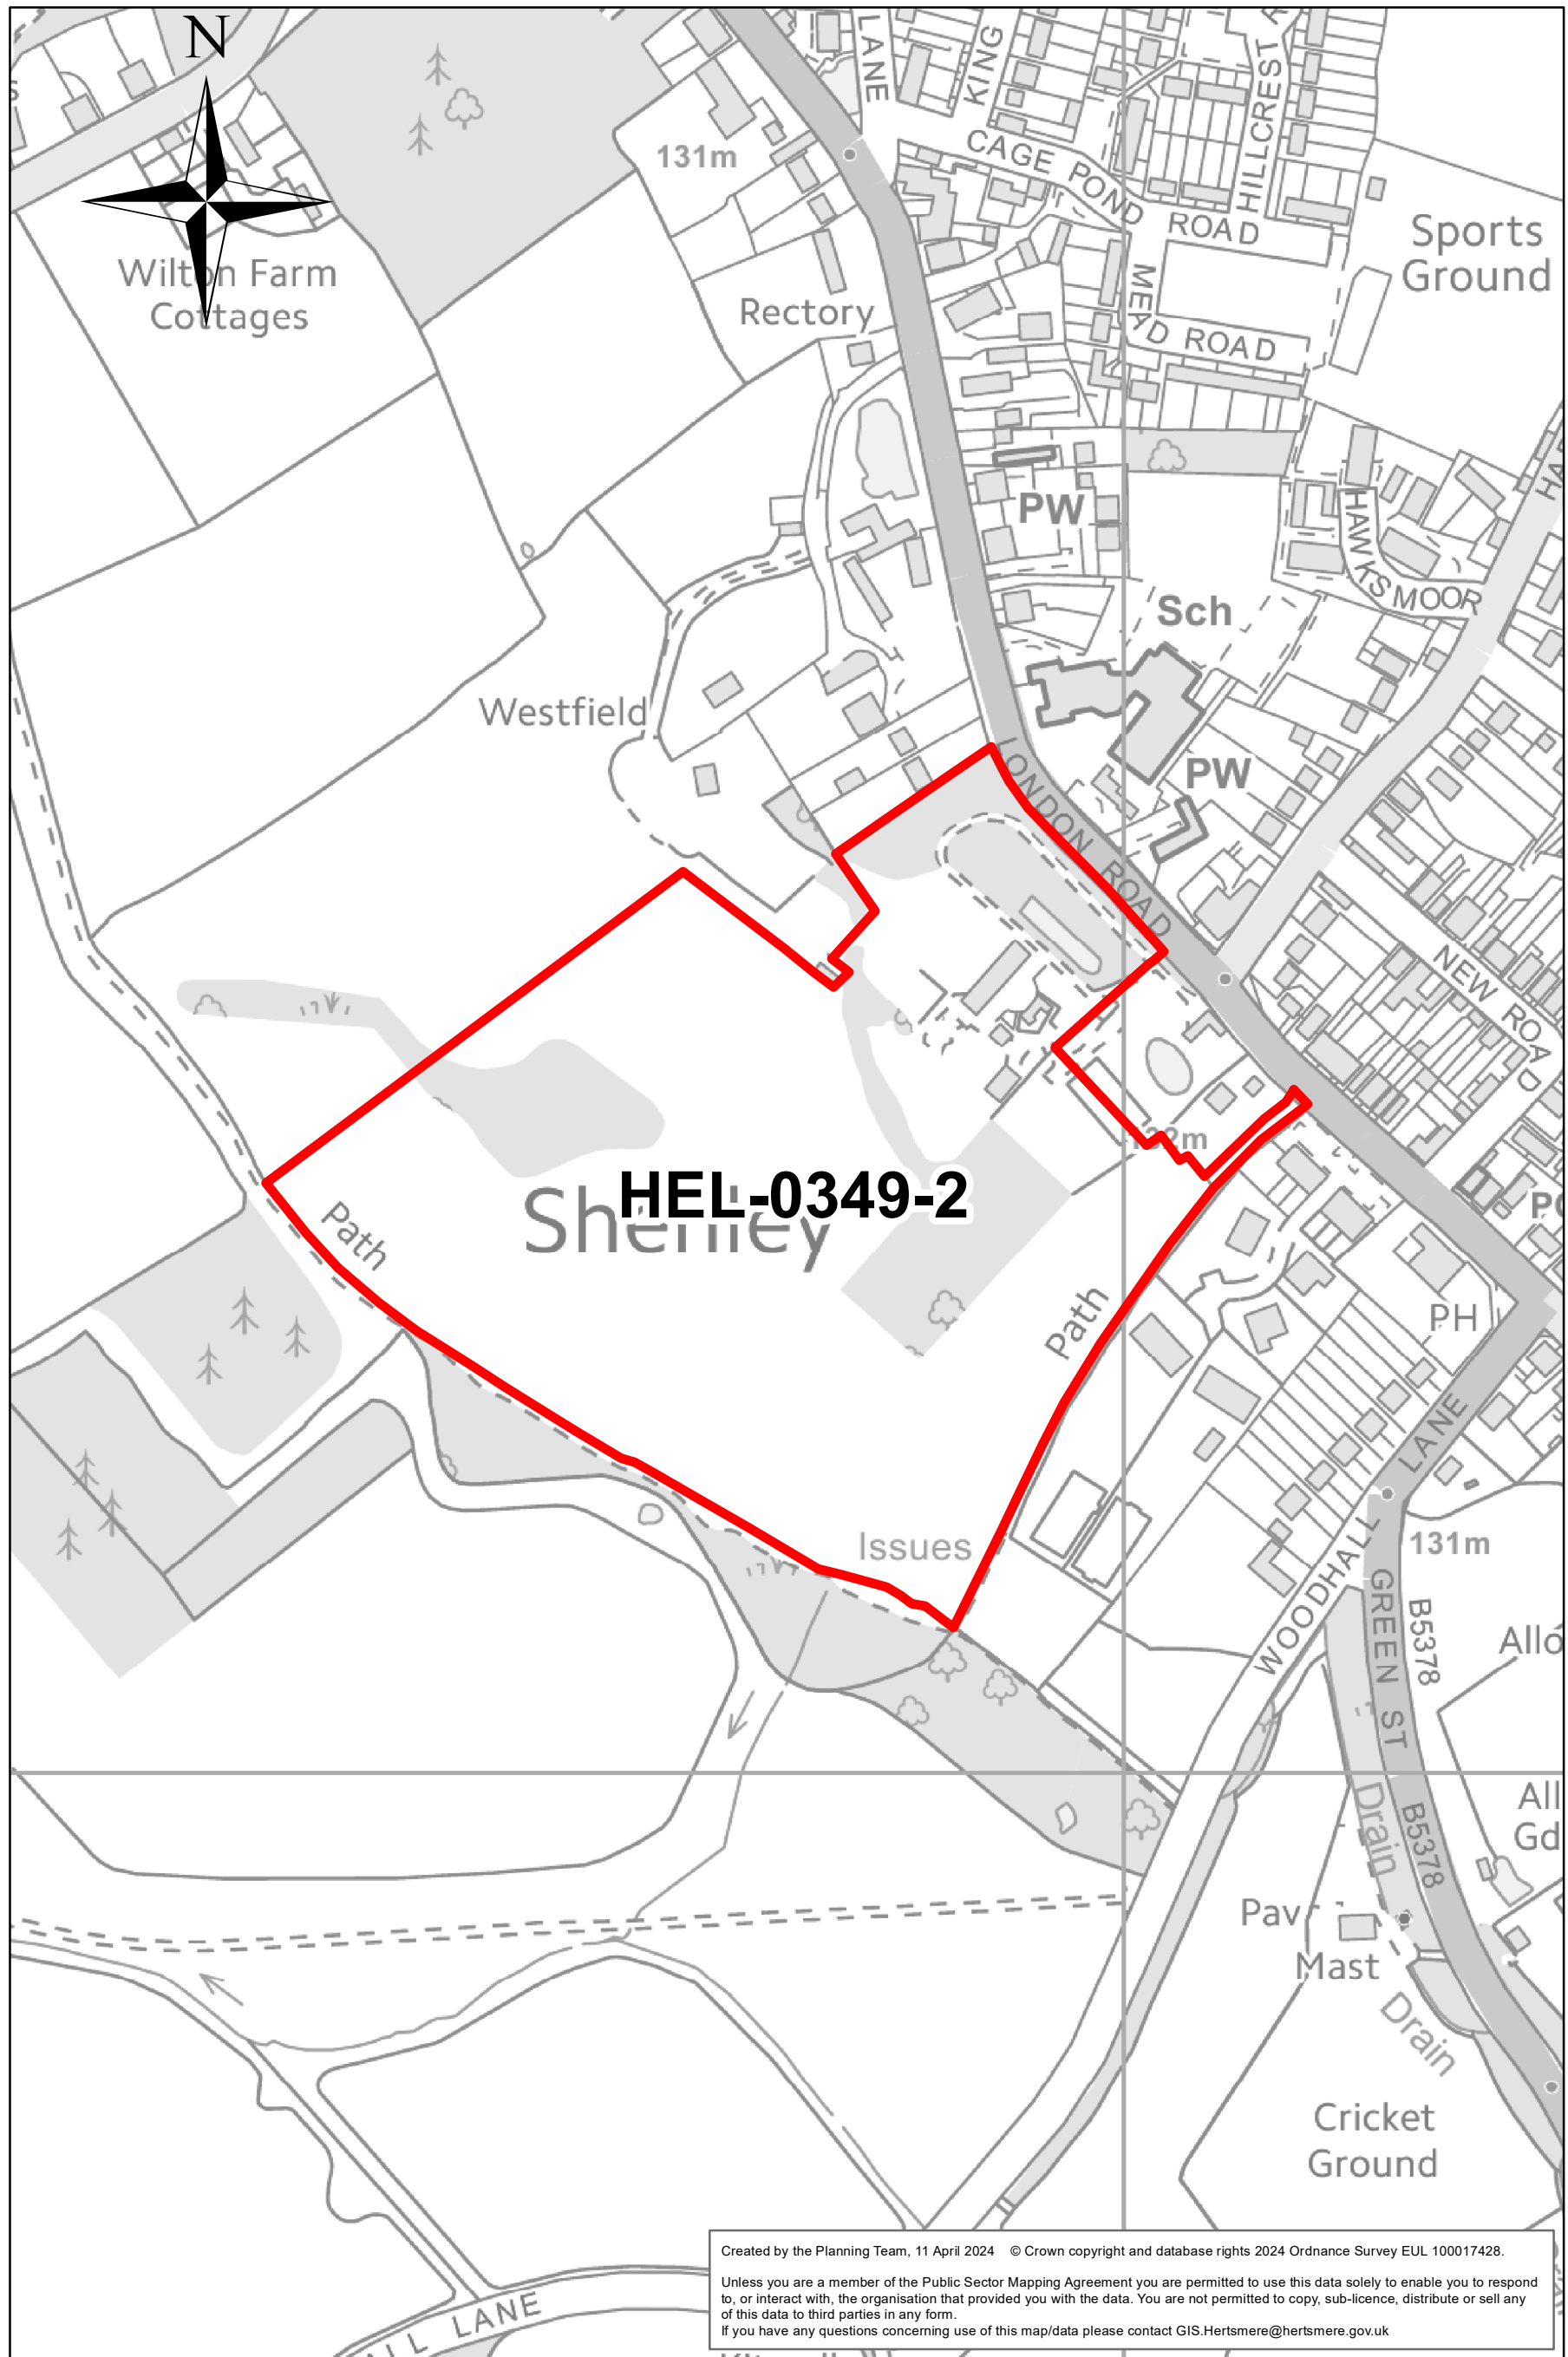 N
LANE
KING
HILLCREST
131m
CAGE POND ROAD
Sports
Ground
Wilton Farm
Cottages
Rectory
MEAD ROAD
PW
HAWKSMOOR
Sch
Westfield
LONDON ROAD
PW
NEW ROAD
132m
HEL-0349-2
Shenley
Path
Path
PH
WOODHALL LANE
Issues
131m
GREEN ST
B5378
Drain
B5378
Pav
Mast
Drain
Cricket
Ground
LANE
Created by the Planning Team, 11 April 2024 © Crown copyright and database rights 2024 Ordnance Survey EUL 100017428.
Unless you are a member of the Public Sector Mapping Agreement you are permitted to use this data solely to enable you to respond
to, or interact with, the organisation that provided you with the data. You are not permitted to copy, sub-licence, distribute or sell any
of this data to third parties in any form.
If you have any questions concerning use of this map/data please contact GIS.Hertsmere@hertsmere.gov.uk